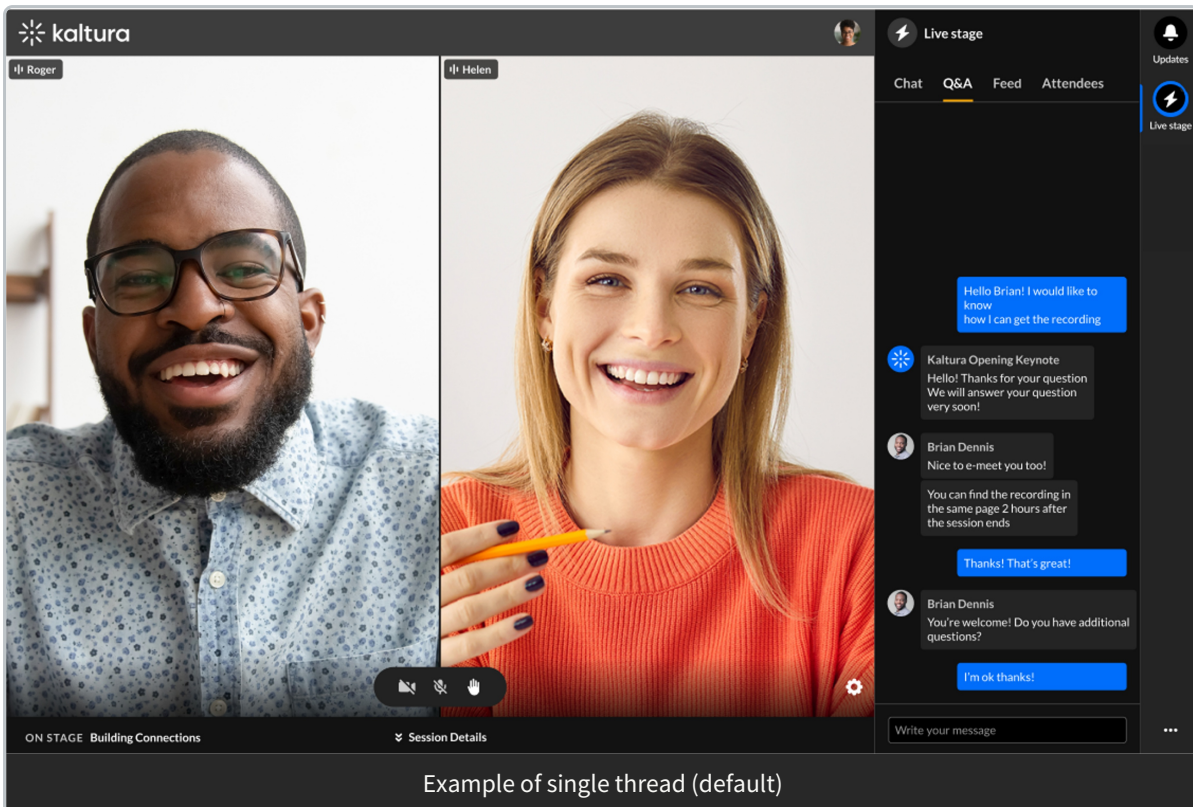 kaltura
Roger
Helen
Live stage
Chat Q&A Feed Attendees
Hello Brian! I would like to
know
how I can get the recording
Kaltura Opening Keynote
Hello! Thanks for your question
We will answer your question
very soon!
Brian Dennis
Nice to e-meet you too!
You can find the recording in
the same page 2 hours after
the session ends
Thanks! That's great!
Brian Dennis
You're welcome! Do you have additional
questions?
I'm ok thanks!
Write your message
Updates
Live stage
ON STAGE Building Connections
Session Details
Example of single thread (default)